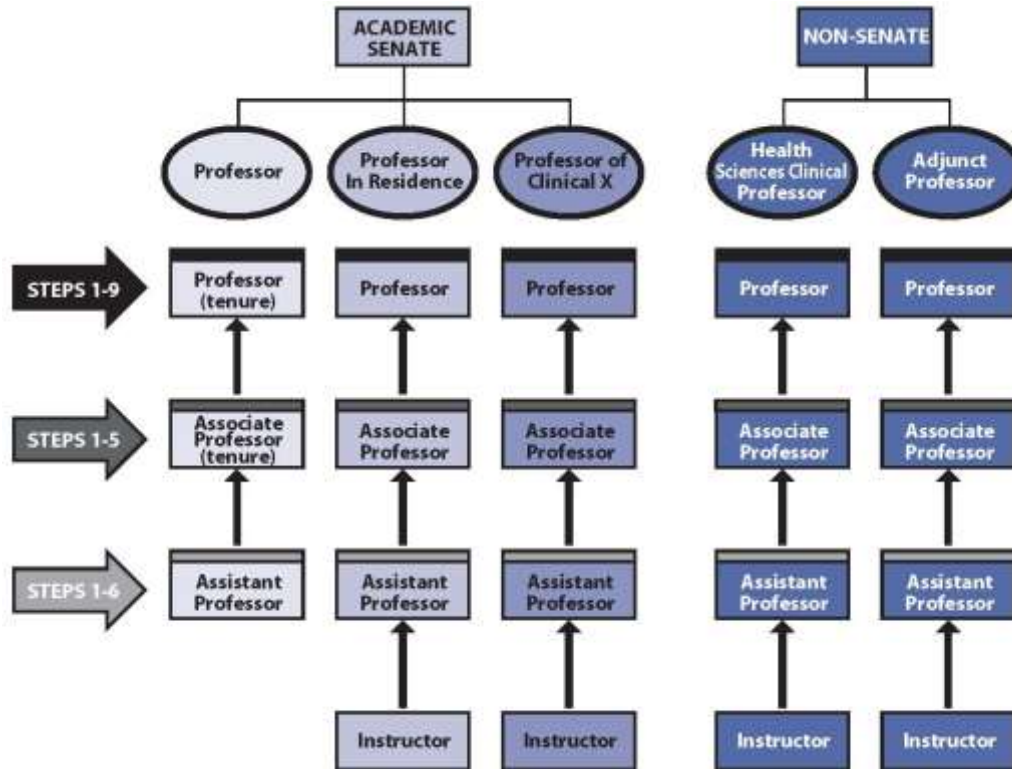 ACADEMIC
SENATE
NON-SENATE
Professor
Professor
In Residence
Professor of
Clinical X
Health
Sciences Clinical
Professor
Adjunct
Professor
STEPS 1-9
Professor
(tenure)
Professor
Professor
Professor
Professor
STEPS 1-5
Associate
Professor
(tenure)
Associate
Professor
Associate
Professor
Associate
Professor
Associate
Professor
STEPS 1-6
Assistant
Professor
Assistant
Professor
Assistant
Professor
Assistant
Professor
Assistant
Professor
Instructor
Instructor
Instructor
Instructor